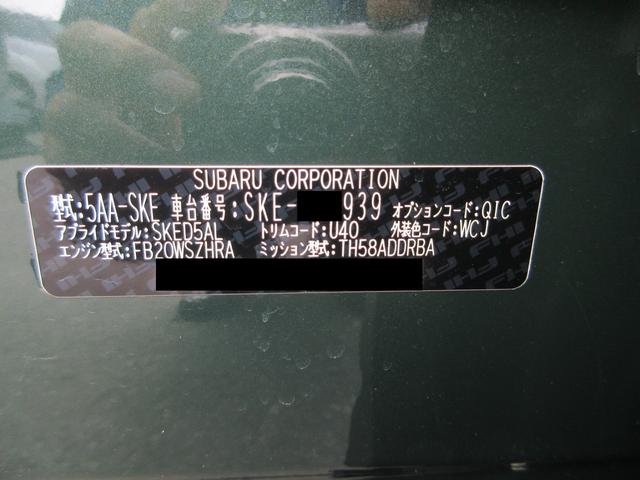 SUBARU CORPORATION
型式:5AA-SKE 車台番号:SKE- 939 オプションコード:QIC
アプライドモデル:SKED5AL トリムコード:U40 外装色コード:WCJ
エンジン型式:FB20WSZHRA ミッション型式:TH58ADDRBA